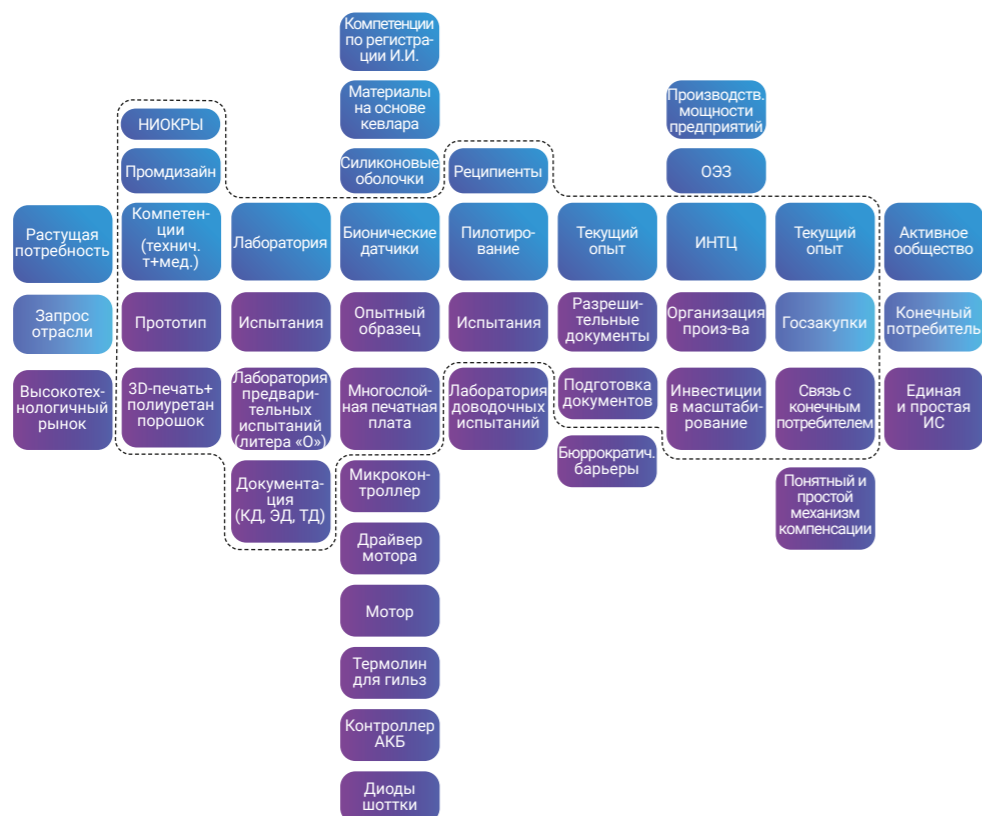 Компетенции
по регистра-
ции И.И.
Материалы
на основе
кевлара
Производств.
мощности
предприятий
НИОКРЫ
Промдизайн
Силиконовые
оболочки
Реципиенты
ОЭЗ
Растущая
потребность
Компетен-
ции
(технич.
т+мед.)
Лаборатория
Бионические
датчики
Пилотиро-
вание
Текущий
опыт
ИНТЦ
Текущий
опыт
Активное
ообщество
Запрос
отрасли
Прототип
Испытания
Опытный
образец
Испытания
Разреши-
тельные
документы
Организация
произ-ва
Госзакупки
Конечный
потребитель
Высокотех-
нологичный
рынок
3D-печать+
полиуретан
порошок
Лаборатория
предвари-
тельных
испытаний
(литера «О»)
Многослой-
ная печатная
плата
Лаборатория
доводочных
испытаний
Подготовка
документов
Инвестиции
в масштаби-
рование
Связь с
конечным
потребителем
Единая
и простая
ИС
Бюррократич.
барьеры
Документа-
ция
(КД, ЭД, ТД)
Микрокон-
троллер
Понятный и
простой
механизм
компенсации
Драйвер
мотора
Мотор
Термолин
для гильз
Контроллер
АКБ
Диоды
шоттки